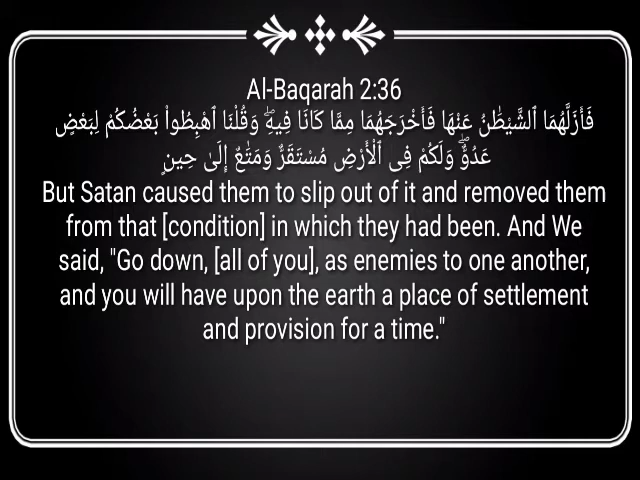 Al-Baqarah 2:36
فَأَزَلَّهُمَا ٱلشَّيْطَٰنُ عَنْهَا فَأَخْرَجَهُمَا مِمَّا كَانَا فِيهِ ۖ وَقُلْنَا ٱهْبِطُوا۟ بَعْضُكُمْ لِبَعْضٍ
عَدُوٌّ ۖ وَلَكُمْ فِى ٱلْأَرْضِ مُسْتَقَرٌّ وَمَتَٰعٌ إِلَىٰ حِينٍ
But Satan caused them to slip out of it and removed them
from that [condition] in which they had been. And We
said, "Go down, [all of you], as enemies to one another,
and you will have upon the earth a place of settlement
and provision for a time."